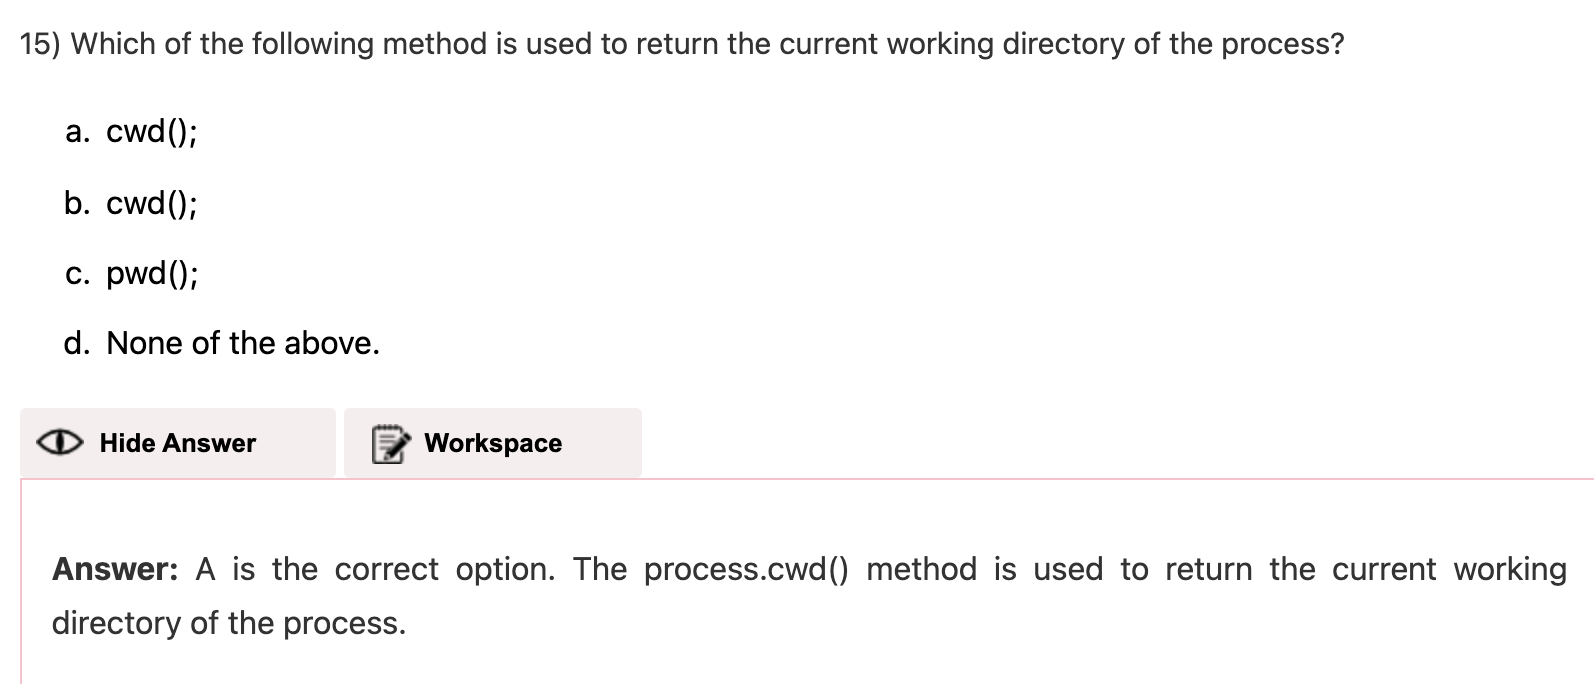 15) Which of the following method is used to return the current working directory of the process?
a. cwd();
b. cwd();
c. pwd();
d. None of the above.
Hide Answer Workspace
Answer: A is the correct option. The process.cwd() method is used to return the current working
directory of the process.